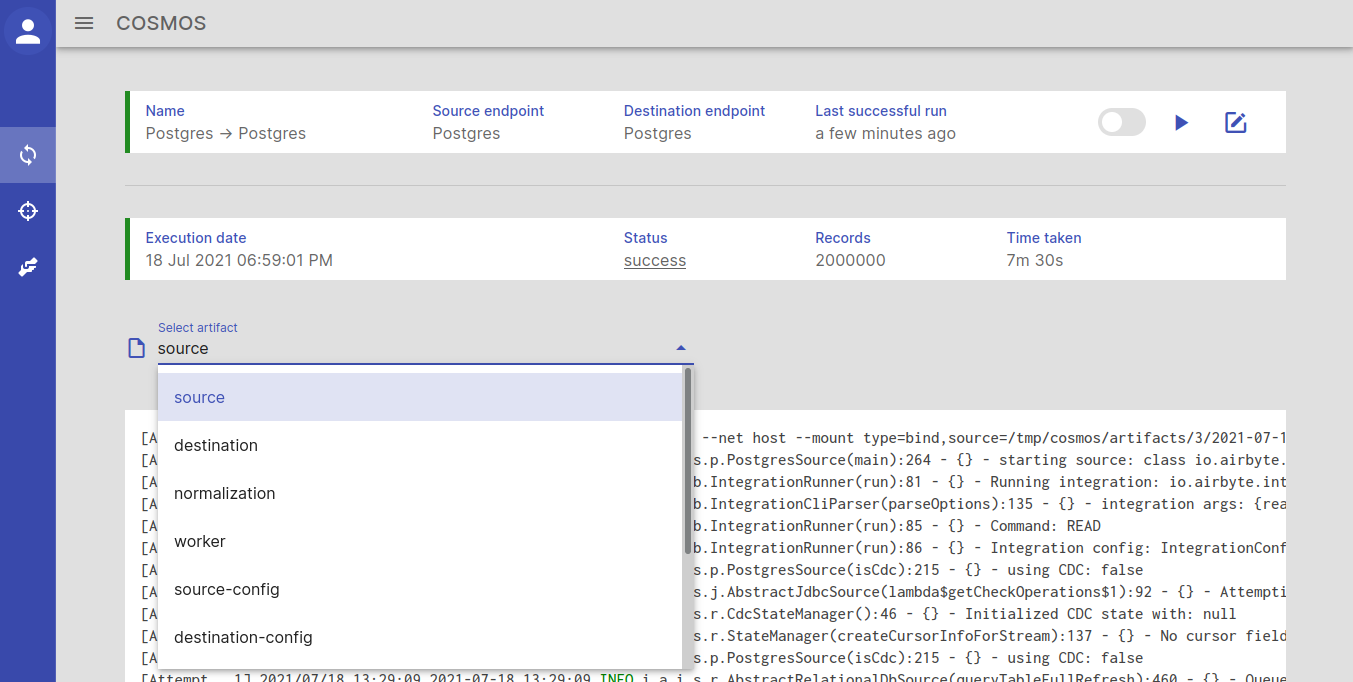 COSMOS
Name Source endpoint Destination endpoint Last successful run
Postgres → Postgres Postgres Postgres a few minutes ago
Execution date Status Records Time taken
18 Jul 2021 06:59:01 PM success 2000000 7m 30s
Select artifact
source
source
destination
normalization
worker
source-config
destination-config
[A --net host --mount type=bind,source=/tmp/cosmos/artifacts/3/2021-07-1
[A s.p.PostgresSource(main):264 - {} - starting source: class io.airbyte.
[A b.IntegrationRunner(run):81 - {} - Running integration: io.airbyte.int
[A b.IntegrationCliParser(parseOptions):135 - {} - integration args: {rea
[A b.IntegrationRunner(run):85 - {} - Command: READ
[A b.IntegrationRunner(run):86 - {} - Integration config: IntegrationConf
[A s.p.PostgresSource(isCdc):215 - {} - using CDC: false
[A s.j.AbstractJdbcSource(lambda$getCheckOperations$1):92 - {} - Attempti
[A s.r.CdcStateManager():46 - {} - Initialized CDC state with: null
[A s.r.StateManager(createCursorInfoForStream):137 - {} - No cursor field
[A s.p.PostgresSource(isCdc):215 - {} - using CDC: false
[Attempt 1] 2021/07/18 13:29:09 2021-07-18 13:29:09 INFO i.a.i.s.r.AbstractRelationalDbSource(queryTableFullRefresh):460 - {} - Queue